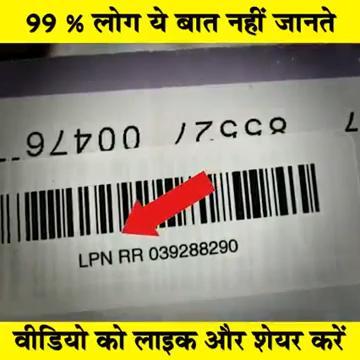 99 % लोग ये बात नहीं जानते
LPN RR 039288290
वीडियो को लाइक और शेयर करें